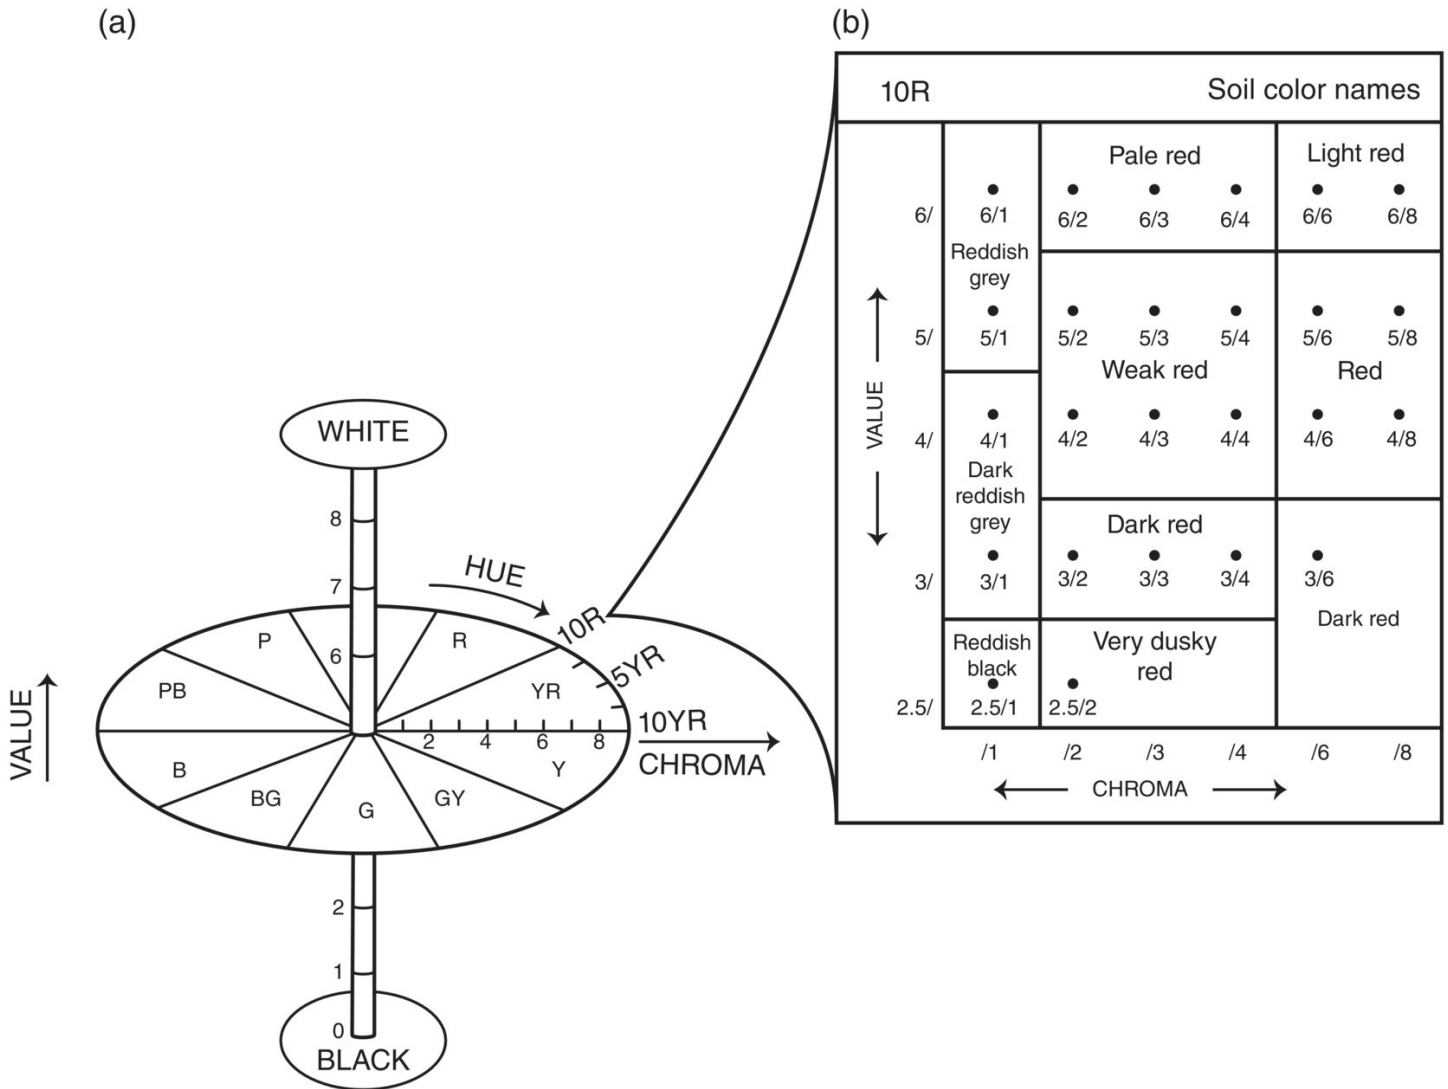 (a)
WHITE
8
7
HUE
10R
5YR
P
R
6
PB
YR
VALUE
10YR
2 4 6 8
CHROMA
B
Y
BG
G
GY
2
1
0
BLACK
(b)
10R Soil color names
Pale red Light red
6/ 6/1 6/2 6/3 6/4 6/6 6/8
Reddish
grey
5/ 5/1 5/2 5/3 5/4 5/6 5/8
Weak red Red
VALUE
4/ 4/1 4/2 4/3 4/4 4/6 4/8
Dark
reddish
grey
Dark red
3/ 3/1 3/2 3/3 3/4 3/6
Dark red
Reddish
black
Very dusky
red
2.5/ 2.5/1 2.5/2
/1 /2 /3 /4 /6 /8
CHROMA